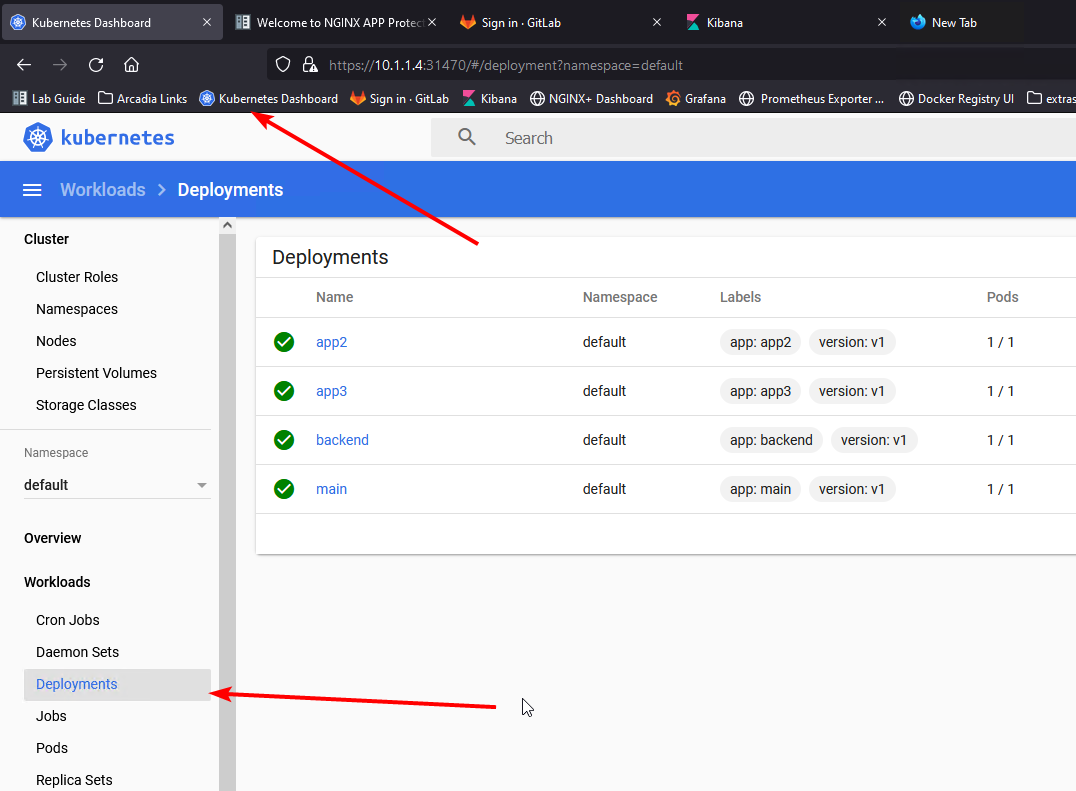 Kubernetes Dashboard
Welcome to NGINX APP Protec
Sign in · GitLab
Kibana
New Tab
https://10.1.1.4:31470/#/deployment?namespace=default
Lab Guide Arcadia Links Kubernetes Dashboard Sign in · GitLab Kibana NGINX+ Dashboard Grafana Prometheus Exporter ... Docker Registry UI extras
kubernetes
Search
Workloads > Deployments
Cluster
Cluster Roles
Namespaces
Nodes
Persistent Volumes
Storage Classes
Namespace
default
Overview
Workloads
Cron Jobs
Daemon Sets
Deployments
Jobs
Pods
Replica Sets
Deployments
Name Namespace Labels Pods
app2 default app: app2 version: v1 1 / 1
app3 default app: app3 version: v1 1 / 1
backend default app: backend version: v1 1 / 1
main default app: main version: v1 1 / 1